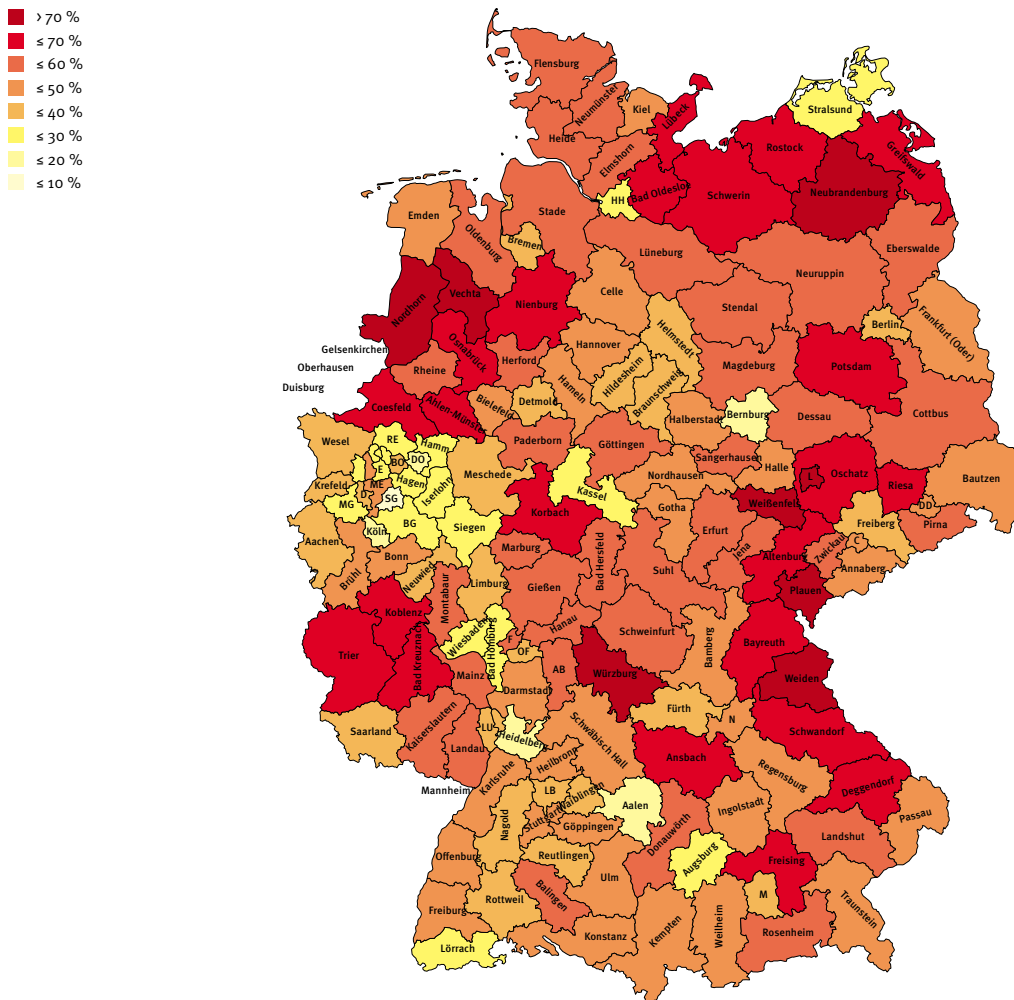 › 70 %
≤ 70 %
≤ 60 %
≤ 50 %
≤ 40 %
≤ 30 %
≤ 20 %
≤ 10 %
Flensburg
Neumünster
Kiel
Lübeck
Heide
Elmshorn
Stralsund
Rostock
Greifswald
HH
Bad Oldesloe
Schwerin
Neubrandenburg
Emden
Oldenburg
Stade
Bremen
Lüneburg
Neuruppin
Eberswalde
Nordhorn
Vechta
Nienburg
Celle
Stendal
Berlin
Frankfurt (Oder)
Helmstedt
Gelsenkirchen
Oberhausen
Duisburg
Osnabrück
Rheine
Herford
Hannover
Hildesheim
Braunschweig
Magdeburg
Potsdam
Coesfeld
Ahlen-Münster
Bielefeld
Detmold
Hameln
Halberstadt
Bernburg
Dessau
Cottbus
Wesel
RE
Hamm
Paderborn
Göttingen
Sangerhausen
Halle
L
Oschatz
Riesa
Bautzen
BO
DO
E
Meschede
Krefeld
ME
Hagen
Iserlohn
D
SG
MG
Kassel
Nordhausen
Gotha
Weißenfels
DD
Pirna
Freiberg
Köln
BG
Siegen
Korbach
Erfurt
Jena
Altenburg
Zwickau
C
Annaberg
Aachen
Bonn
Brühl
Neuwied
Marburg
Bad Hersfeld
Suhl
Plauen
Limburg
Gießen
Montabaur
Koblenz
Trier
Bad Kreuznach
Wiesbaden
Bad Homburg
F
Hanau
OF
Schweinfurt
Bamberg
Bayreuth
Mainz
Darmstadt
AB
Würzburg
Weiden
Saarland
Kaiserslautern
Landau
LU
Heidelberg
Fürth
N
Schwandorf
Mannheim
Karlsruhe
Heilbronn
Schwäbisch Hall
Ansbach
Regensburg
Deggendorf
Passau
LB
Waiblingen
Stuttgart
Aalen
Nagold
Göppingen
Donauwörth
Ingolstadt
Landshut
Offenburg
Reutlingen
Ulm
Augsburg
Freising
Balingen
Rottweil
M
Traunstein
Freiburg
Konstanz
Kempten
Weilheim
Rosenheim
Lörrach